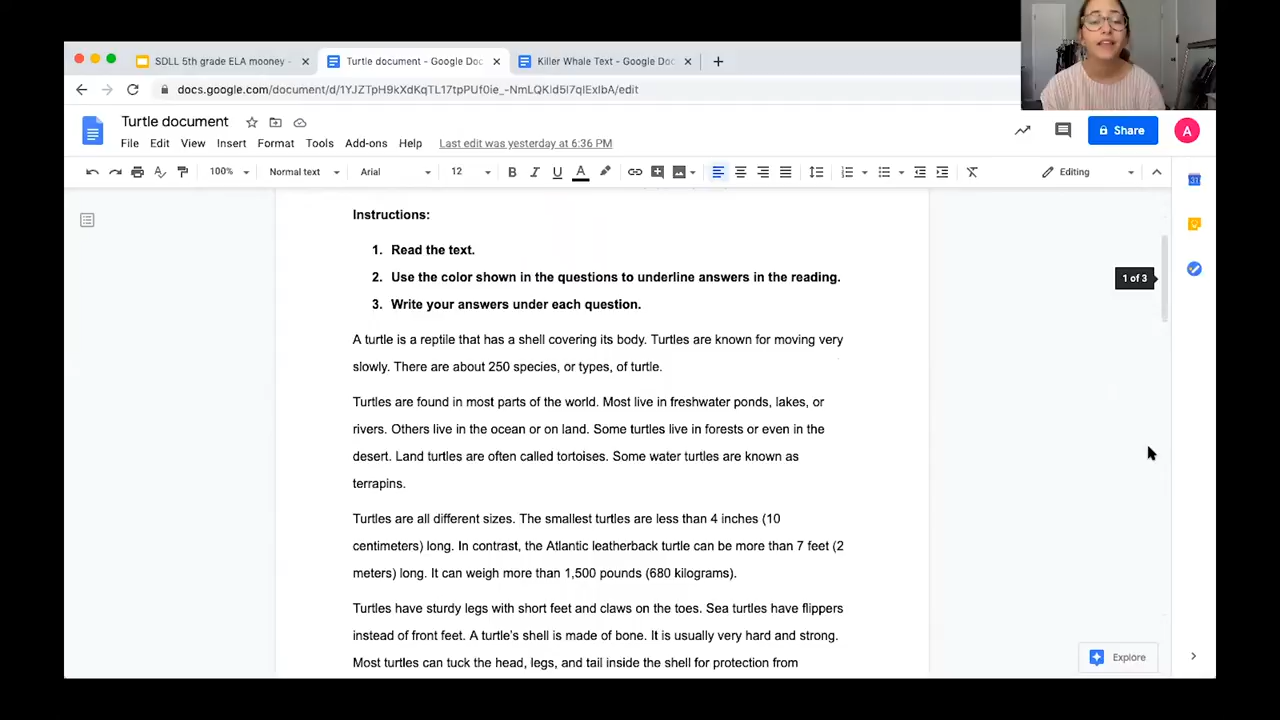 SDLL 5th grade ELA mooney -
Turtle document - Google Doc
Killer Whale Text - Google Doc
Turtle document
File Edit View Insert Format Tools Add-ons Help Last edit was yesterday at 6:36 PM
Share
A
100% Normal text Arial 12 B I U A Editing
31
Instructions:
1. Read the text.
2. Use the color shown in the questions to underline answers in the reading.
3. Write your answers under each question.
1 of 3
A turtle is a reptile that has a shell covering its body. Turtles are known for moving very
slowly. There are about 250 species, or types, of turtle.
Turtles are found in most parts of the world. Most live in freshwater ponds, lakes, or
rivers. Others live in the ocean or on land. Some turtles live in forests or even in the
desert. Land turtles are often called tortoises. Some water turtles are known as
terrapins.
Turtles are all different sizes. The smallest turtles are less than 4 inches (10
centimeters) long. In contrast, the Atlantic leatherback turtle can be more than 7 feet (2
meters) long. It can weigh more than 1,500 pounds (680 kilograms).
Turtles have sturdy legs with short feet and claws on the toes. Sea turtles have flippers
instead of front feet. A turtle's shell is made of bone. It is usually very hard and strong.
Most turtles can tuck the head, legs, and tail inside the shell for protection from
Explore